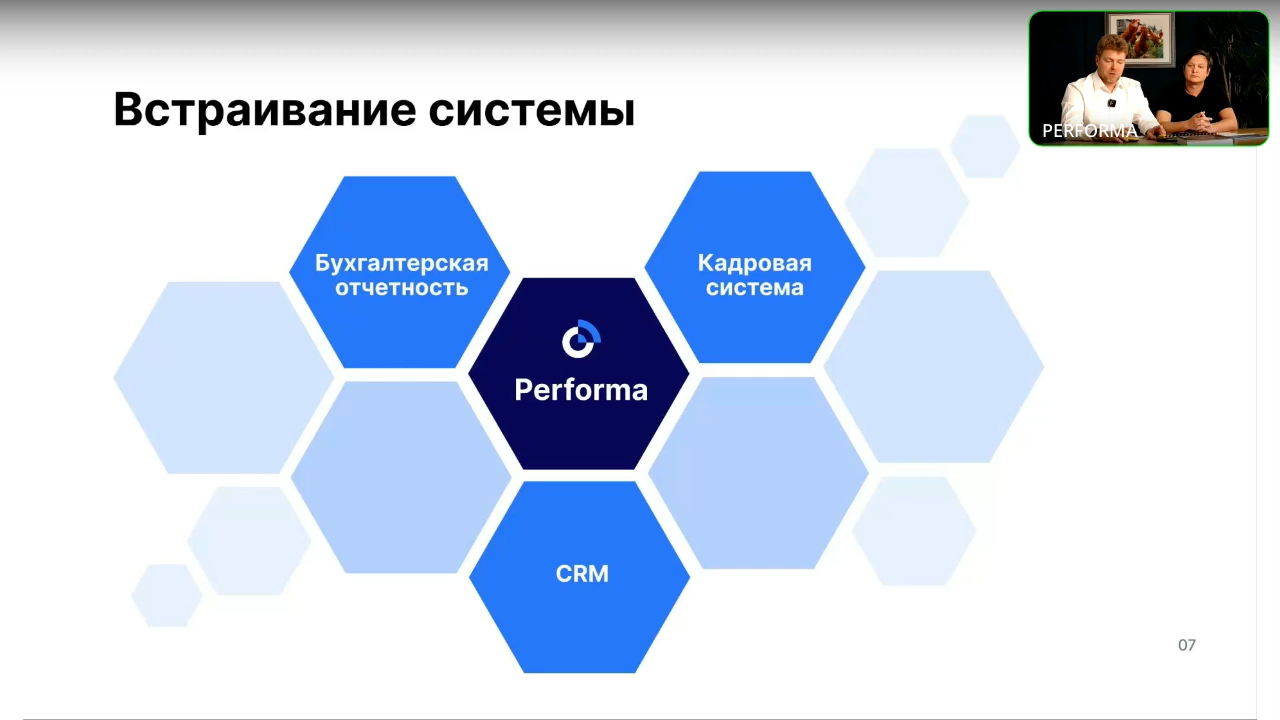 Встраивание системы
PERFORMA
Бухгалтерская
отчетность
Кадровая
система
Performa
CRM
07